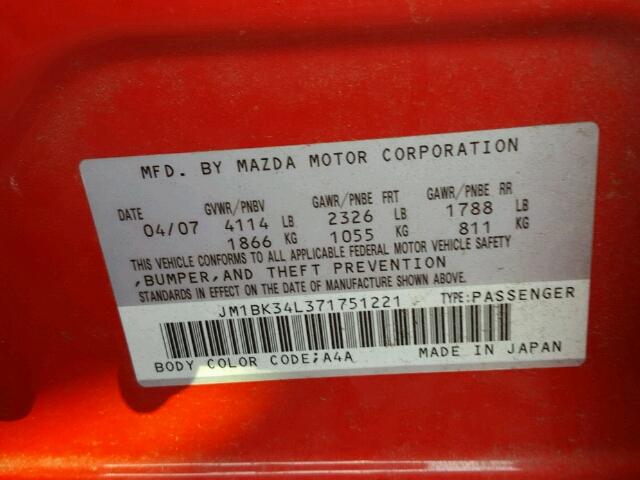 MFD. BY MAZDA MOTOR CORPORATION
DATE GVWR/PNBV GAWR/PNBE FRT GAWR/PNBE RR
04/07 4114 LB 2326 LB 1788 LB
1866 KG 1055 KG 811 KG
THIS VEHICLE CONFORMS TO ALL APPLICABLE FEDERAL MOTOR VEHICLE SAFETY
,BUMPER,AND THEFT PREVENTION
STANDARDS IN EFFECT ON THE DATE OF MANUFACTURE SHOWN ABOVE.
JM1BK34L371751221 TYPE:PASSENGER
BODY COLOR CODE;A4A MADE IN JAPAN